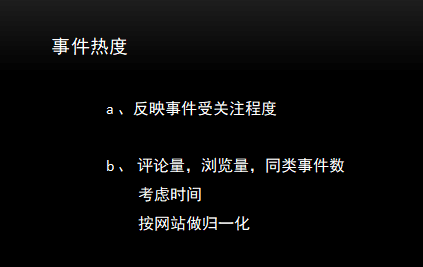 事件热度
a 、反映事件受关注程度
b 、 评论量，浏览量，同类事件数
考虑时间
按网站做归一化